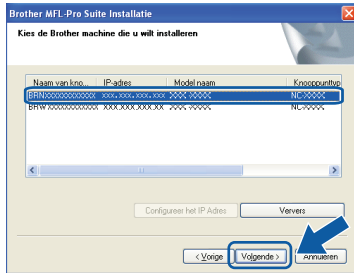 Brother MFL-Pro Suite Installatie
Kies de Brother machine die u wilt installeren
Naam van kno... IP-adres Model naam Knooppunttyp
BRNXXXXXXXXXXXX XXX.XXX.XXX.XXX XXX-XXXX NC-XXXX
BRWXXXXXXXXXXXX XXX.XXX.XXX.XX XXX-XXXX NC-XXXX
Configureer het IP Adres Ververs
< Vorige Volgende > Annuleren